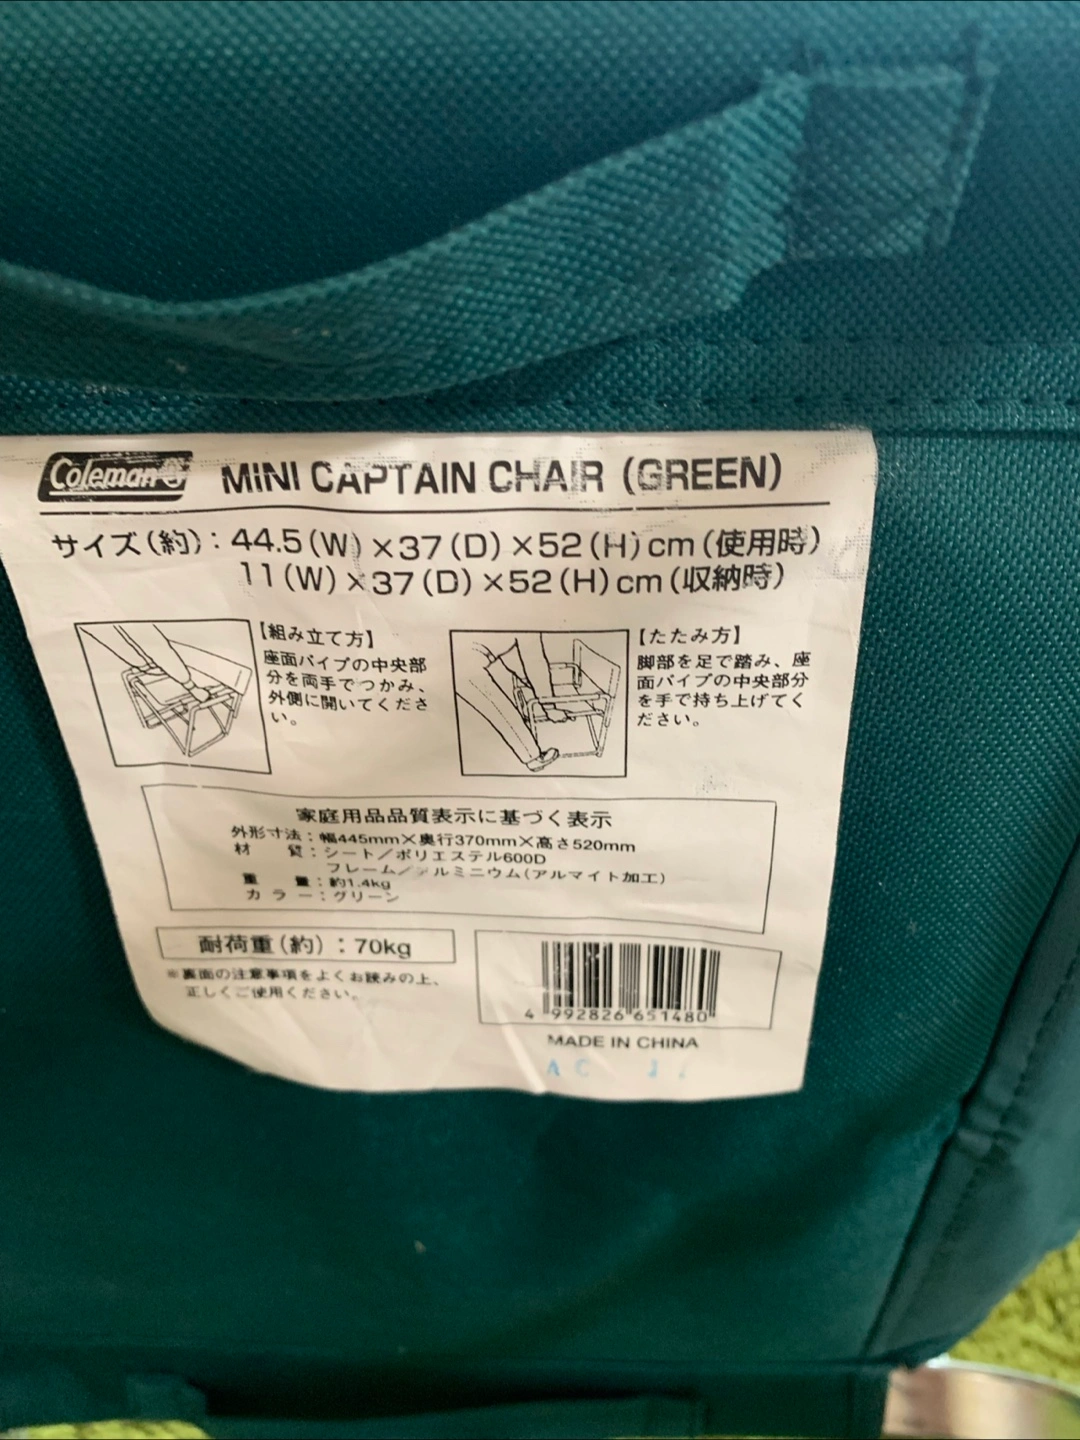 Coleman MINI CAPTAIN CHAIR (GREEN)
サイズ(約):44.5(W)×37(D)×52(H)cm(使用時)
11(W)×37(D)×52(H)cm(収納時)
【組み立て方】
座面パイプの中央部
分を両手でつかみ、
外側に開いてくださ
い。
【たたみ方】
脚部を足で踏み、座
面パイプの中央部分
を手で持ち上げてく
ださい。
家庭用品品質表示に基づく表示
外形寸法:幅445mm×奥行370mm×高さ520mm
材 質:シート/ポリエステル600D
フレーム/アルミニウム(アルマイト加工)
重 量:約1.4kg
カラー:グリーン
耐荷重(約):70kg
※裏面の注意事項をよくお読みの上、
正しくご使用ください。
4 992826 651480
MADE IN CHINA
AC